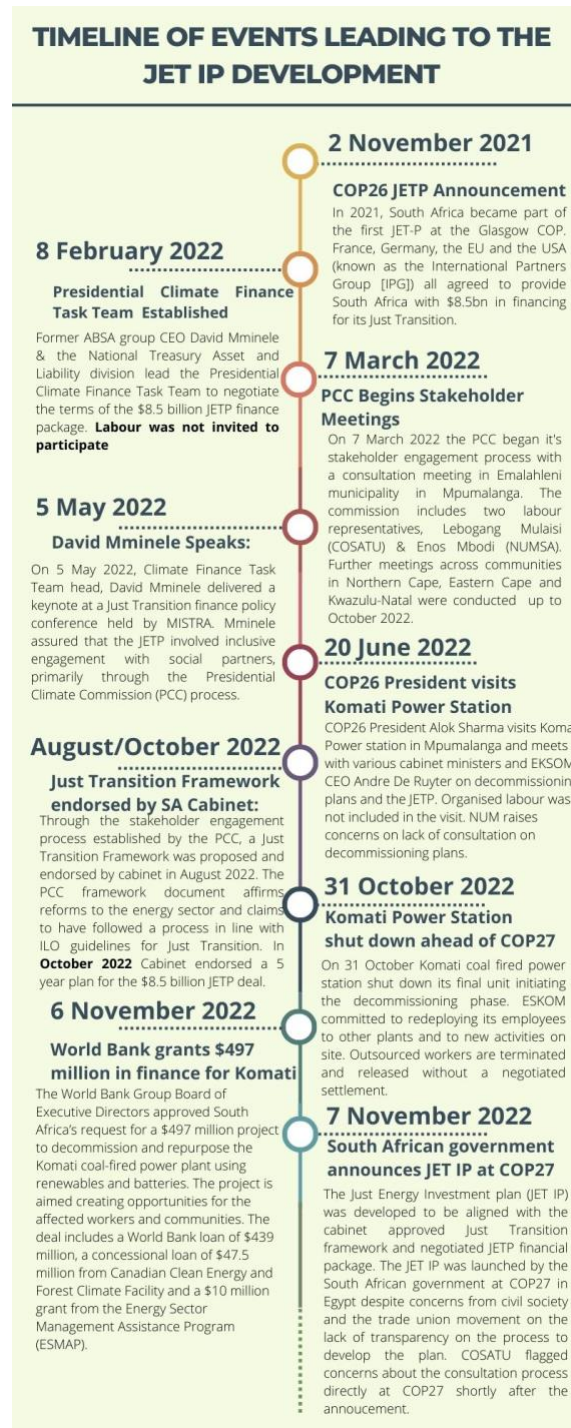 TIMELINE OF EVENTS LEADING TO THE
JET IP DEVELOPMENT
2 November 2021
COP26 JETP Announcement
In 2021, South Africa became part of
the first JET-P at the Glasgow COP.
France, Germany, the EU and the USA
(known as the International Partners
Group [IPG]) all agreed to provide
South Africa with $8.5bn in financing
for its Just Transition.
8 February 2022
Presidential Climate Finance
Task Team Established
Former ABSA group CEO David Mminele
& the National Treasury Asset and
Liability division lead the Presidential
Climate Finance Task Team to negotiate
the terms of the $8.5 billion JETP finance
package. Labour was not invited to
participate
7 March 2022
PCC Begins Stakeholder
Meetings
On 7 March 2022 the PCC began it's
stakeholder engagement process with
a consultation meeting in Emalahleni
municipality in Mpumalanga. The
commission includes two labour
representatives, Lebogang Mulaisi
(COSATU) & Enos Mbodi (NUMSA).
Further meetings across communities
in Northern Cape, Eastern Cape and
Kwazulu-Natal were conducted up to
October 2022.
5 May 2022
David Mminele Speaks:
On 5 May 2022, Climate Finance Task
Team head, David Mminele delivered a
keynote at a Just Transition finance policy
conference held by MISTRA. Mminele
assured that the JETP involved inclusive
engagement with social partners,
primarily through the Presidential
Climate Commission (PCC) process.
20 June 2022
COP26 President visits
Komati Power Station
COP26 President Alok Sharma visits Koma
Power station in Mpumalanga and meets
with various cabinet ministers and EKSOM
CEO Andre De Ruyter on decommissionin
plans and the JETP. Organised labour was
not included in the visit. NUM raises
concerns on lack of consultation on
decommissioning plans.
August/October 2022
Just Transition Framework
endorsed by SA Cabinet:
Through the stakeholder engagement
process established by the PCC, a Just
Transition Framework was proposed and
endorsed by cabinet in August 2022. The
PCC framework document affirms
reforms to the energy sector and claims
to have followed a process in line with
ILO guidelines for Just Transition. In
October 2022 Cabinet endorsed a 5
year plan for the $8.5 billion JETP deal.
31 October 2022
Komati Power Station
shut down ahead of COP27
On 31 October Komati coal fired power
station shut down its final unit initiating
the decommissioning phase. ESKOM
committed to redeploying its employees
to other plants and to new activities on
site. Outsourced workers are terminated
and released without a negotiated
settlement.
6 November 2022
World Bank grants $497
million in finance for Komati
The World Bank Group Board of
Executive Directors approved South
Africa's request for a $497 million project
to decommission and repurpose the
Komati coal-fired power plant using
renewables and batteries. The project is
aimed creating opportunities for the
affected workers and communities. The
deal includes a World Bank loan of $439
million, a concessional loan of $47.5
million from Canadian Clean Energy and
Forest Climate Facility and a $10 million
grant from the Energy Sector
Management Assistance Program
(ESMAP).
7 November 2022
South African government
announces JET IP at COP27
The Just Energy Investment plan (JET IP)
was developed to be aligned with the
cabinet approved Just Transition
framework and negotiated JETP financial
package. The JET IP was launched by the
South African government at COP27 in
Egypt despite concerns from civil society
and the trade union movement on the
lack of transparency on the process to
develop the plan. COSATU flagged
concerns about the consultation process
directly at COP27 shortly after the
annoucement.